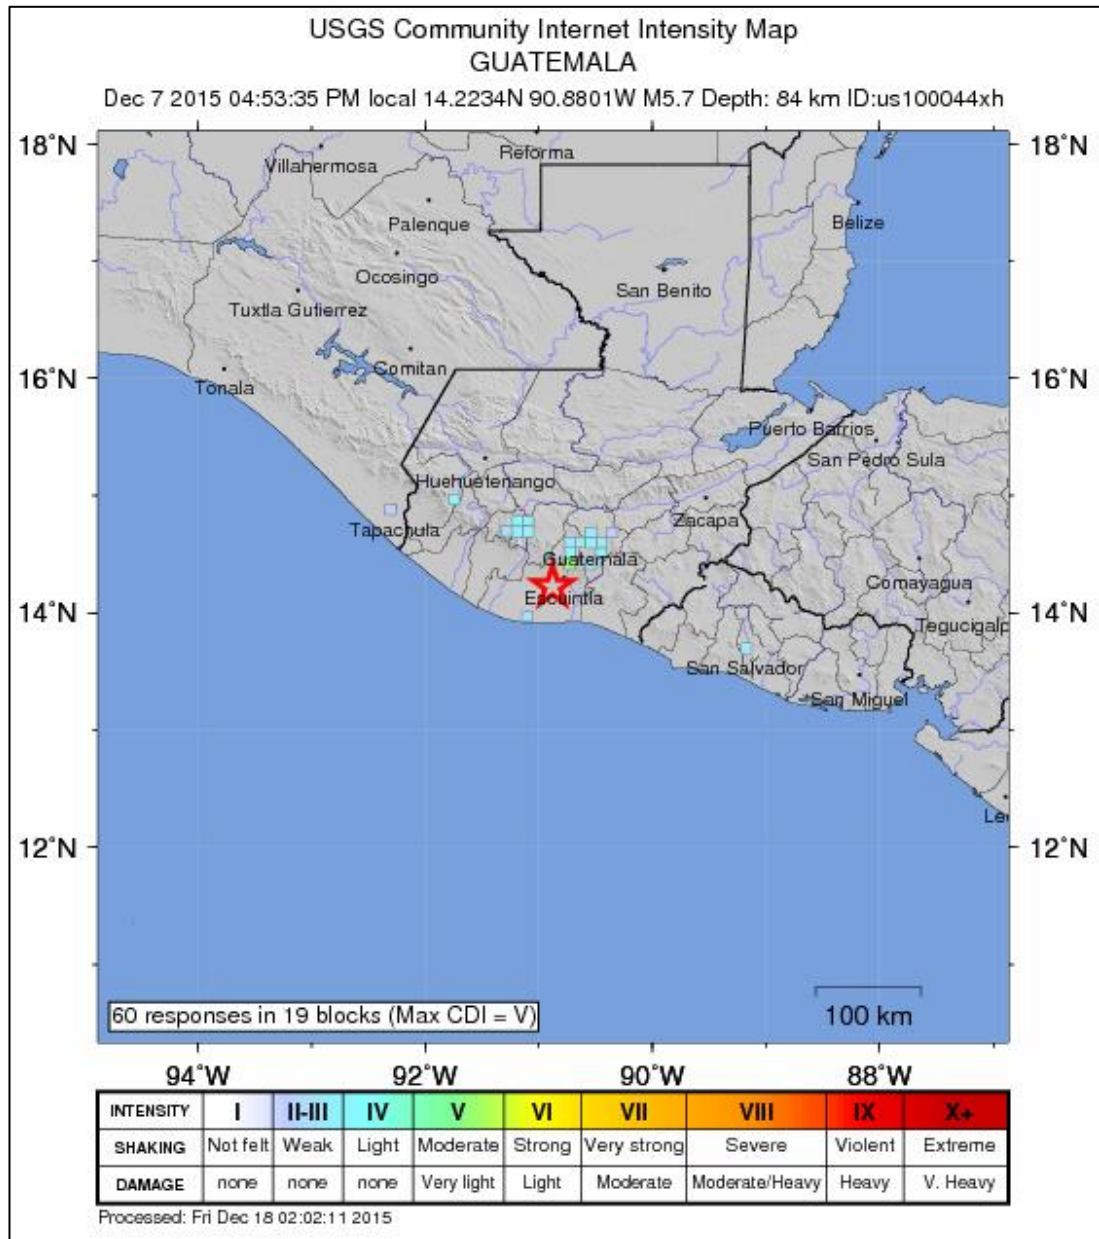 USGS Community Internet Intensity Map
GUATEMALA
Dec 7 2015 04:53:35 PM local 14.2234N 90.8801W M5.7 Depth: 84 km ID:us100044xh
18˚N
18˚N
Reforma
Villahermosa
Palenque
Belize
Ocosingo
San Benito
Tuxtla Gutierrez
Comitan
16˚N
16˚N
Tonala
Puerto Barrios
San Pedro Sula
Huehuetenango
Zacapa
Tapachula
Guatemala
Comayagua
Escuintla
14˚N
14˚N
Tegucigalp
San Salvador
San Miguel
Le
12˚N
12˚N
60 responses in 19 blocks (Max CDI = V)
100 km
94˚W 92˚W 90˚W 88˚W
INTENSITY I II-III IV V VI VII VIII IX X+
SHAKING Not felt Weak Light Moderate Strong Very strong Severe Violent Extreme
DAMAGE none none none Very light Light Moderate Moderate/Heavy Heavy V. Heavy
Processed: Fri Dec 18 02:02:11 2015